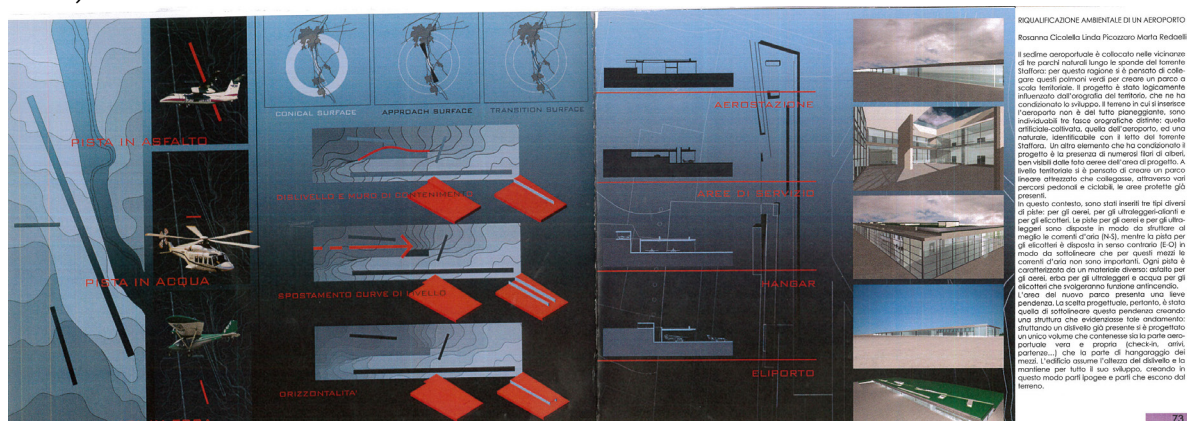 PISTA IN ASFALTO
PISTA IN ACQUA
CONICAL SURFACE
APPROACH SURFACE
TRANSITION SURFACE
DISLIVELLO E MURO DI CONTENIMENTO
SPOSTAMENTO CURVE DI LIVELLO
ORIZZONTALITA'
AEROSTAZIONE
AREE DI SERVIZIO
HANGAR
ELIPORTO
RIQUALIFICAZIONE AMBIENTALE DI UN AEROPORTO
Rosanna Cicolella Linda Picozzaro Marta Redaelli
Il sedime aeroportuale è collocato nelle vicinanze
di tre parchi naturali lungo le sponde del torrente
Staffora: per questa ragione si è pensato di colle-
gare questi polmoni verdi per creare un parco a
scala territoriale. Il progetto è stato logicamente
influenzato dall'orografia del territorio, che ne ha
condizionato lo sviluppo. Il terreno in cui si inserisce
l'aeroporto non è del tutto pianeggiante, sono
individuabili tre fasce orografiche distinte: quella
artificiale-coltivata, quella dell'aeroporto, ed una
naturale, identificabile con il letto del torrente
Staffora. Un altro elemento che ha condizionato il
progetto è la presenza di numerosi filari di alberi,
ben visibili dalle foto aeree dell'area di progetto. A
livello territoriale si è pensato di creare un parco
lineare attrezzato che collegasse, attraverso vari
percorsi pedonali e ciclabili, le aree protette già
presenti.
In questo contesto, sono stati inseriti tre tipi diversi
di piste: per gli aerei, per gli ultraleggeri-alianti e
per gli elicotteri. Le piste per gli aerei e per gli ultra-
leggeri sono disposte in modo da sfruttare al
meglio le correnti d'aria (N-S), mentre la pista per
gli elicotteri è disposta in senso contraria (E-O) in
modo da sottolineare che per questi mezzi le
correnti d'aria non sono importanti. Ogni pista è
caratterizzata da un materiale diverso: asfalto per
gli aerei, erba per gli ultraleggeri e acqua per gli
elicotteri che svolgeranno funzione antincendio.
L'area del nuovo parco presenta una lieve
pendenza. La scelta progettuale, pertanto, è stata
quella di sottolineare questa pendenza creando
una struttura che evidenziasse tale andamento:
sfruttando un dislivello già presente si è progettato
un unico volume che contenesse sia la parte aero-
portuale vera e propria (check-in, arrivi,
partenze...) che la parte di hangaraggio dei
mezzi. L'edificio assume l'altezza del dislivello e la
mantiene per tutto il suo sviluppo, creando in
questo modo parti ipogee e parti che escono dal
terreno.
73